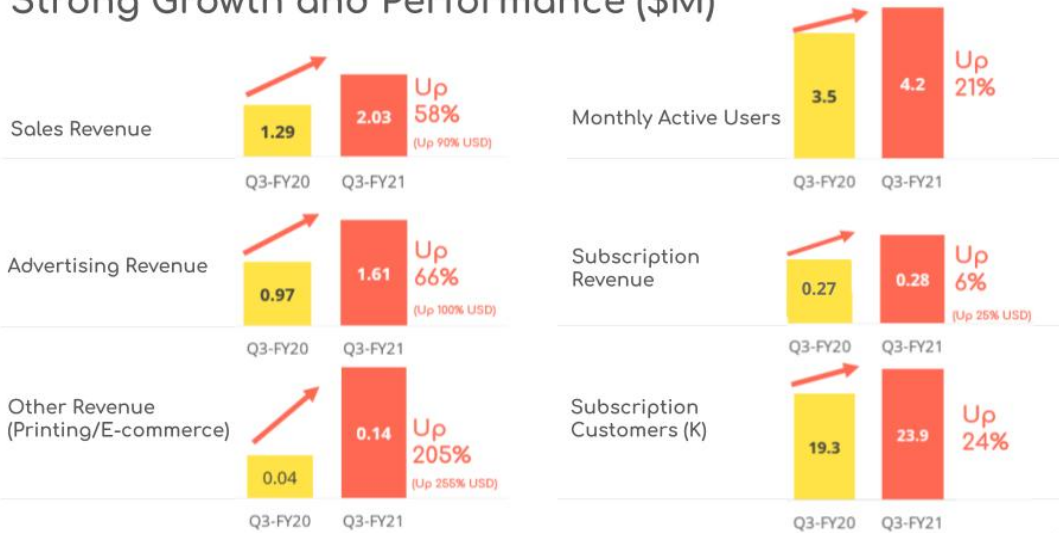 Strong Growth and Performance ($M)
Sales Revenue
1.29
2.03
Up
58%
(Up 90% USD)
Q3-FY20
Q3-FY21
Monthly Active Users
3.5
4.2
Up
21%
Q3-FY20
Q3-FY21
Advertising Revenue
0.97
1.61
Up
66%
(Up 100% USD)
Q3-FY20
Q3-FY21
Subscription
Revenue
0.27
0.28
Up
6%
(Up 25% USD)
Q3-FY20
Q3-FY21
Other Revenue
(Printing/E-commerce)
0.04
0.14
Up
205%
(Up 255% USD)
Q3-FY20
Q3-FY21
Subscription
Customers (K)
19.3
23.9
Up
24%
Q3-FY20
Q3-FY21